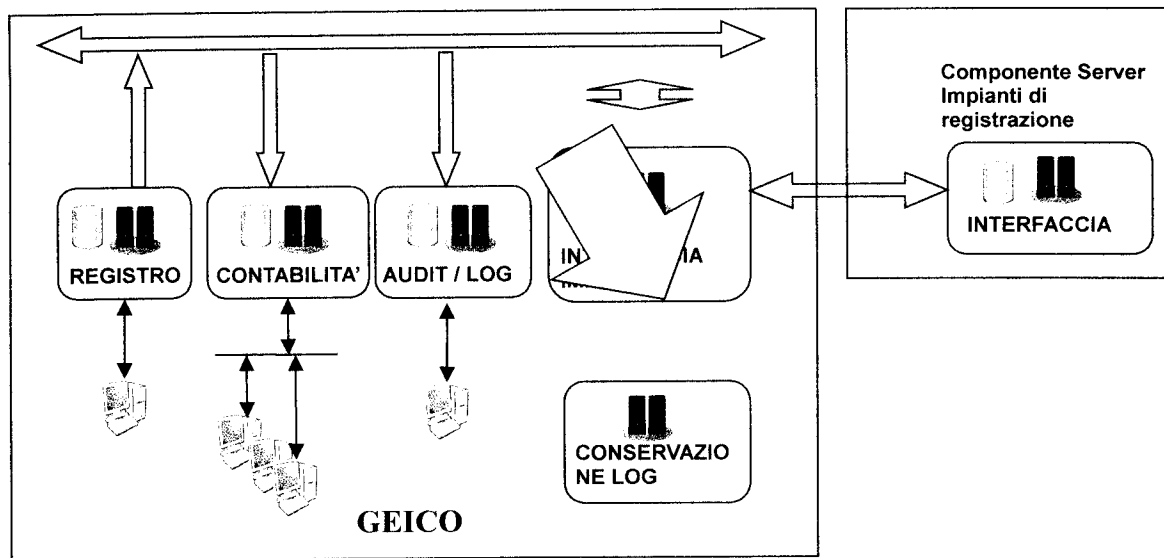 Componente Server
Impianti di
registrazione
INTERFACCIA
REGISTRO
CONTABILITA'
AUDIT / LOG
CONSERVAZIO
NE LOG
GEICO